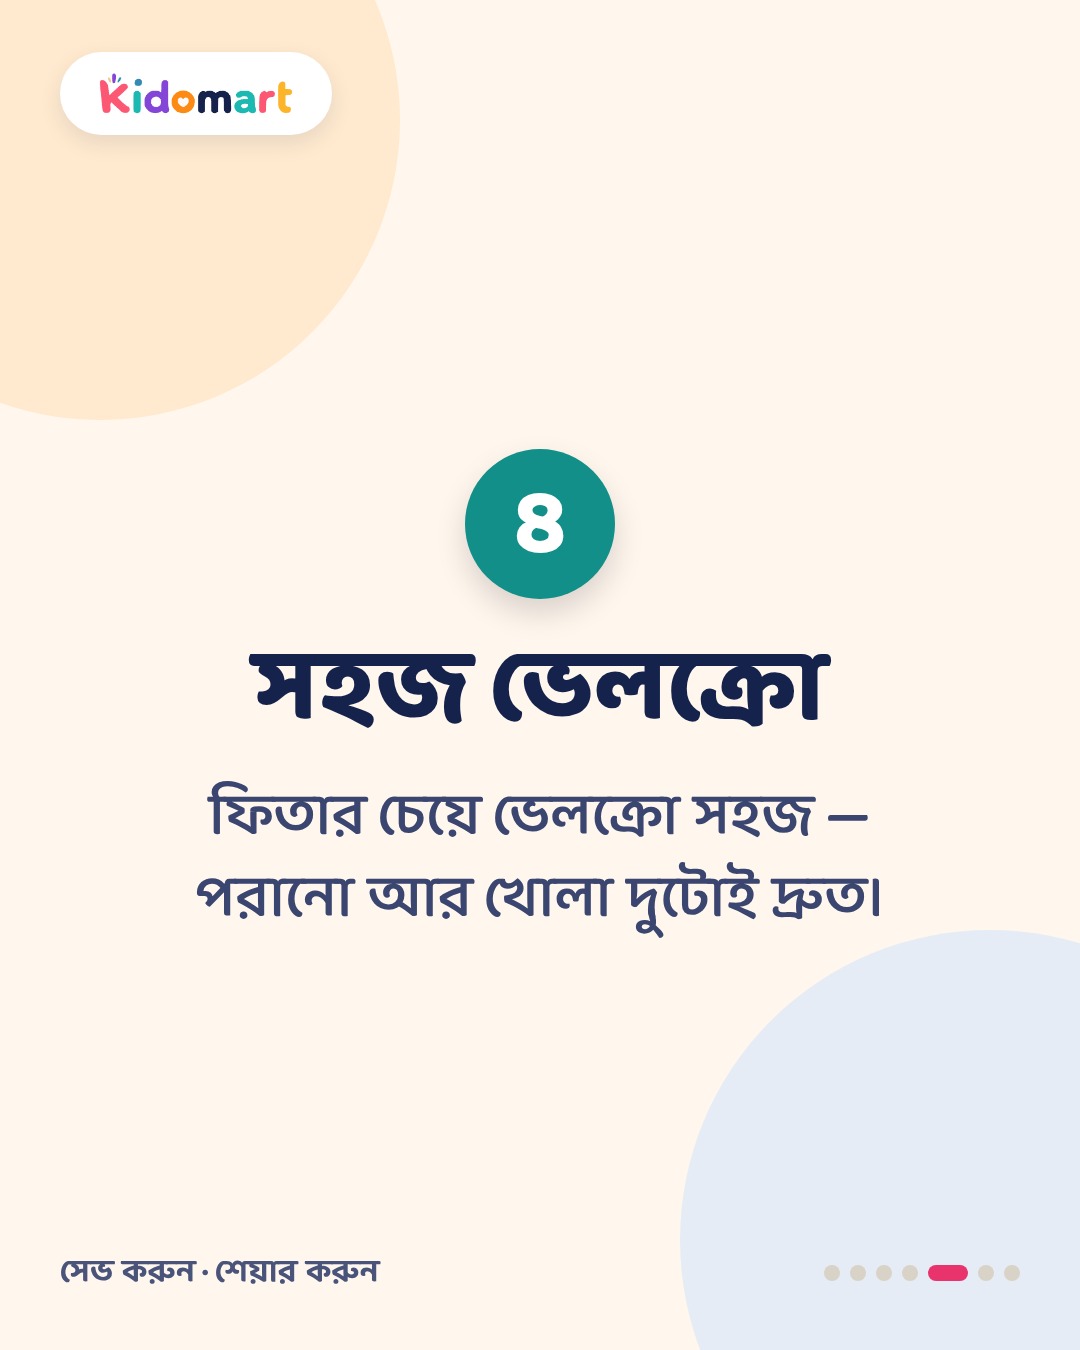 Kidomart
৪
সহজ ভেলক্রো
ফিতার চেয়ে ভেলক্রো সহজ —
পরানো আর খোলা দুটোই দ্রুত।
সেভ করুন · শেয়ার করুন